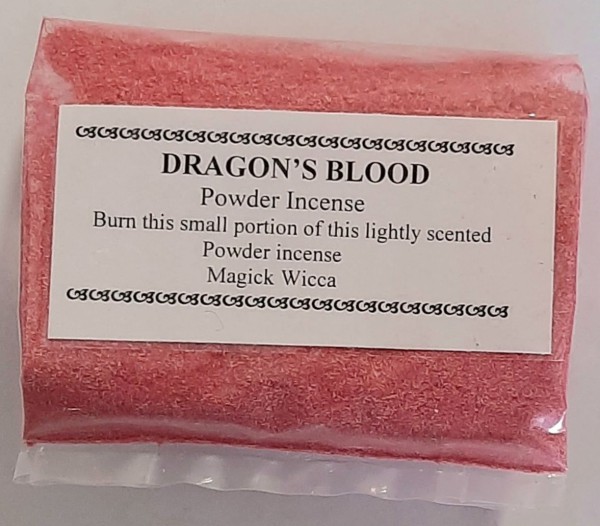 DRAGON'S BLOOD
Powder Incense
Burn this small portion of this lightly scented
Powder incense
Magick Wicca